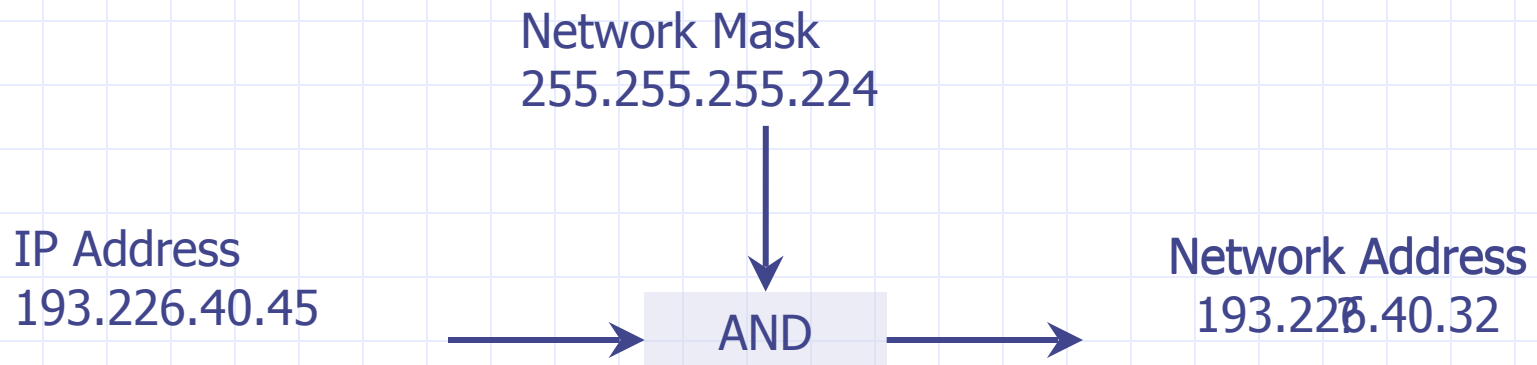 Network Mask
255.255.255.224
IP Address
193.226.40.45
AND
Network Address
193.226.40.32
?